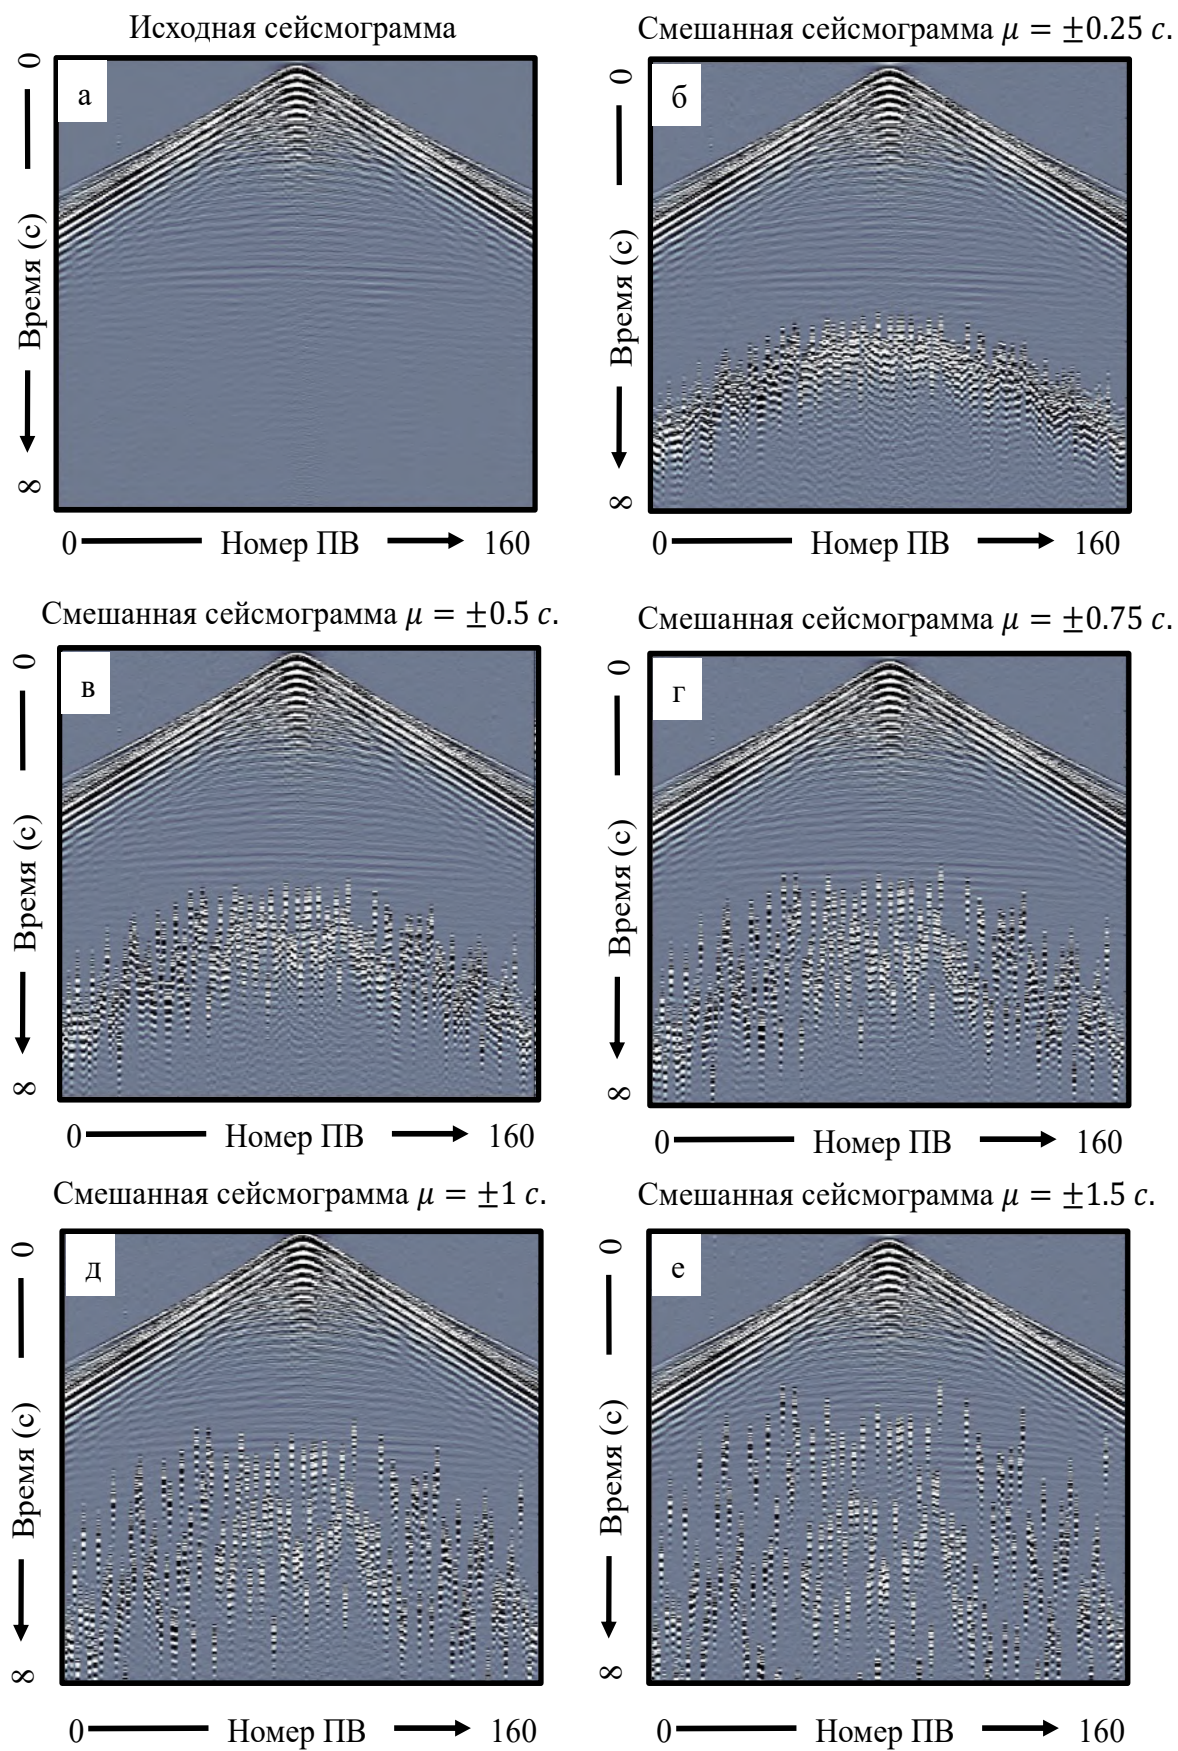 Исходная сейсмограмма
Смешанная сейсмограмма μ = ±0.25 с.
а
б
0
Время (с)
8
0
Время (с)
8
0 Номер ПВ 160
0 Номер ПВ 160
Смешанная сейсмограмма μ = ±0.5 с.
Смешанная сейсмограмма μ = ±0.75 с.
в
г
0
Время (с)
8
0
Время (с)
8
0 Номер ПВ 160
0 Номер ПВ 160
Смешанная сейсмограмма μ = ±1 с.
Смешанная сейсмограмма μ = ±1.5 с.
д
е
0
Время (с)
8
0
Время (с)
8
0 Номер ПВ 160
0 Номер ПВ 160